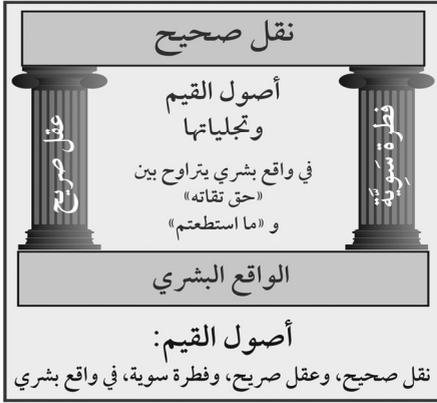 نقل صحيح
فطرة سَوِيَّة
أصول القيم
وتجلياتها
في واقع بشري يتراوح بين
«حق تقاته»
و «ما استطعتم»
عقل صريح
الواقع البشري
أصول القيم:
نقل صحيح، وعقل صريح، وفطرة سوية، في واقع بشري